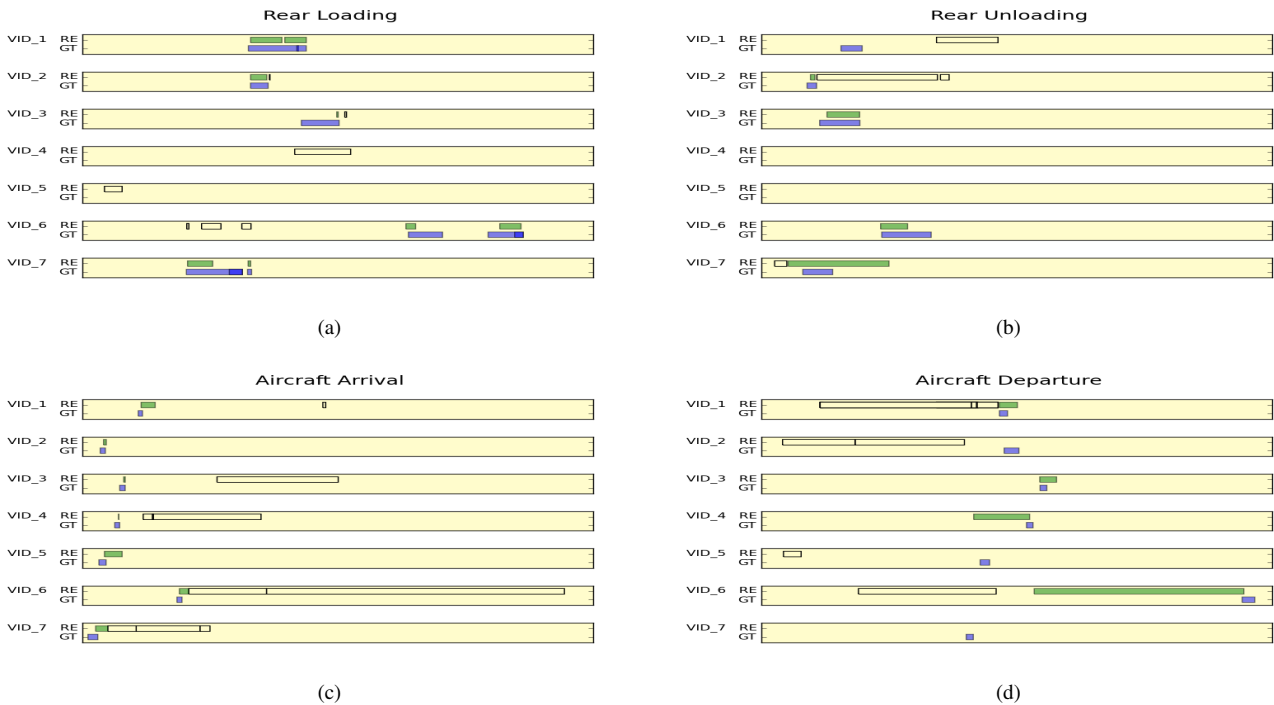 Rear Loading
VID_1 RE
GT
VID_2 RE
GT
VID_3 RE
GT
VID_4 RE
GT
VID_5 RE
GT
VID_6 RE
GT
VID_7 RE
GT
(a)
Rear Unloading
VID_1 RE
GT
VID_2 RE
GT
VID_3 RE
GT
VID_4 RE
GT
VID_5 RE
GT
VID_6 RE
GT
VID_7 RE
GT
(b)
Aircraft Arrival
VID_1 RE
GT
VID_2 RE
GT
VID_3 RE
GT
VID_4 RE
GT
VID_5 RE
GT
VID_6 RE
GT
VID_7 RE
GT
(c)
Aircraft Departure
VID_1 RE
GT
VID_2 RE
GT
VID_3 RE
GT
VID_4 RE
GT
VID_5 RE
GT
VID_6 RE
GT
VID_7 RE
GT
(d)